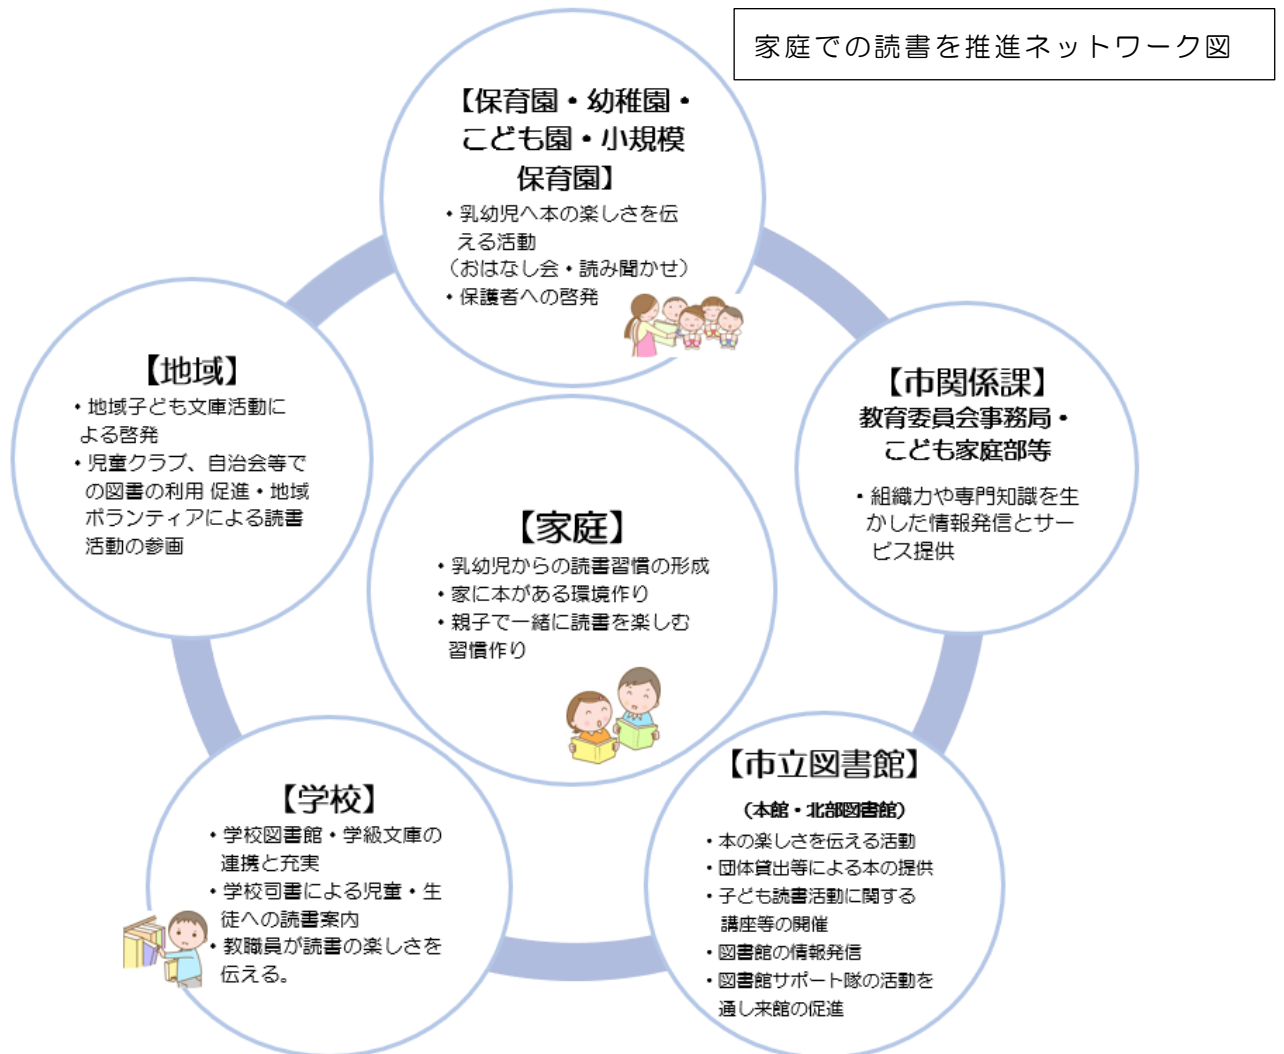 家庭での読書を推進ネットワーク図
【保育園・幼稚園・
こども園・小規模
保育園】
・乳幼児へ本の楽しさを伝
える活動
（おはなし会・読み聞かせ）
・保護者への啓発
【地域】
・地域子ども文庫活動に
よる啓発
・児童クラブ、自治会等で
の図書の利用 促進・地域
ボランティアによる読書
活動の参画
【市関係課】
教育委員会事務局・
こども家庭部等
・組織力や専門知識を生
かした情報発信とサー
ビス提供
【家庭】
・乳幼児からの読書習慣の形成
・家に本がある環境作り
・親子で一緒に読書を楽しむ
習慣作り
【学校】
・学校図書館・学級文庫の
連携と充実
・学校司書による児童・生
徒への読書案内
・教職員が読書の楽しさを
伝える。
【市立図書館】
（本館・北部図書館）
・本の楽しさを伝える活動
・団体貸出等による本の提供
・子ども読書活動に関する
講座等の開催
・図書館の情報発信
・図書館サポート隊の活動を
通し来館の促進